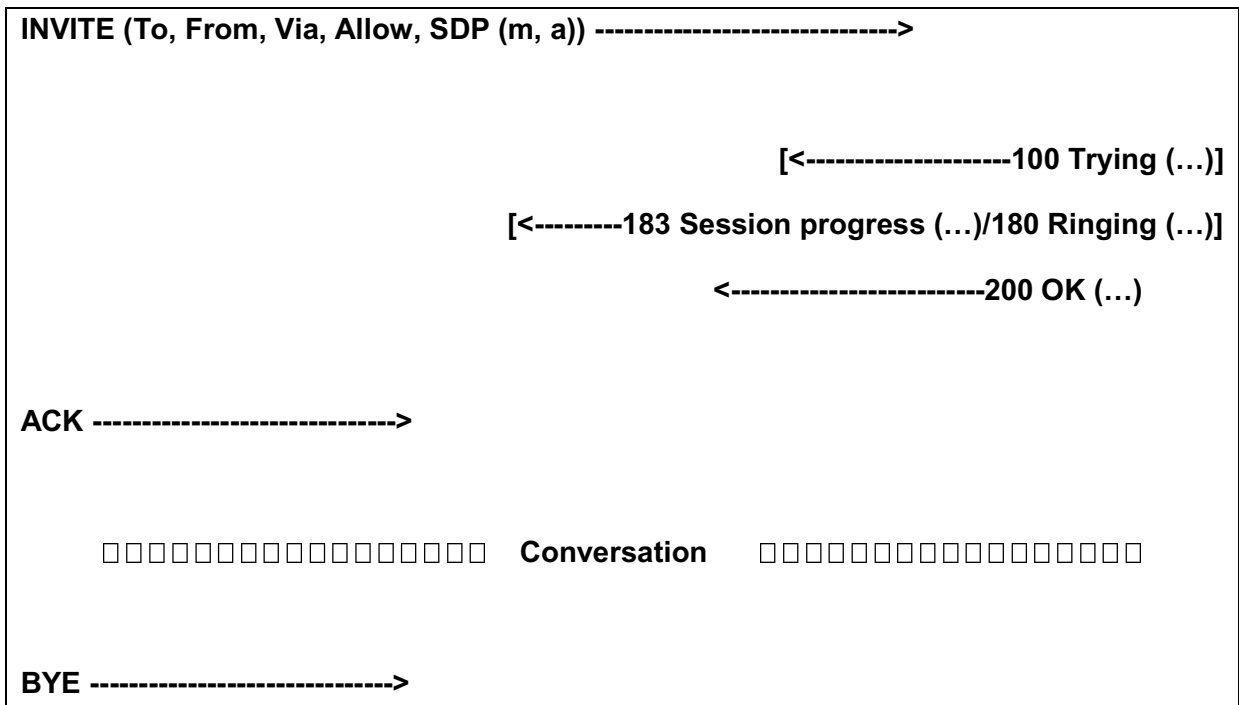 INVITE (To, From, Via, Allow, SDP (m, a)) ------------------------------->
[<---------------------100 Trying (…)]
[<---------183 Session progress (…)/180 Ringing (…)]
<--------------------------200 OK (…)
ACK ------------------------------->
□□□□□□□□□□□□□□□□□ Conversation □□□□□□□□□□□□□□□□□
BYE ------------------------------->